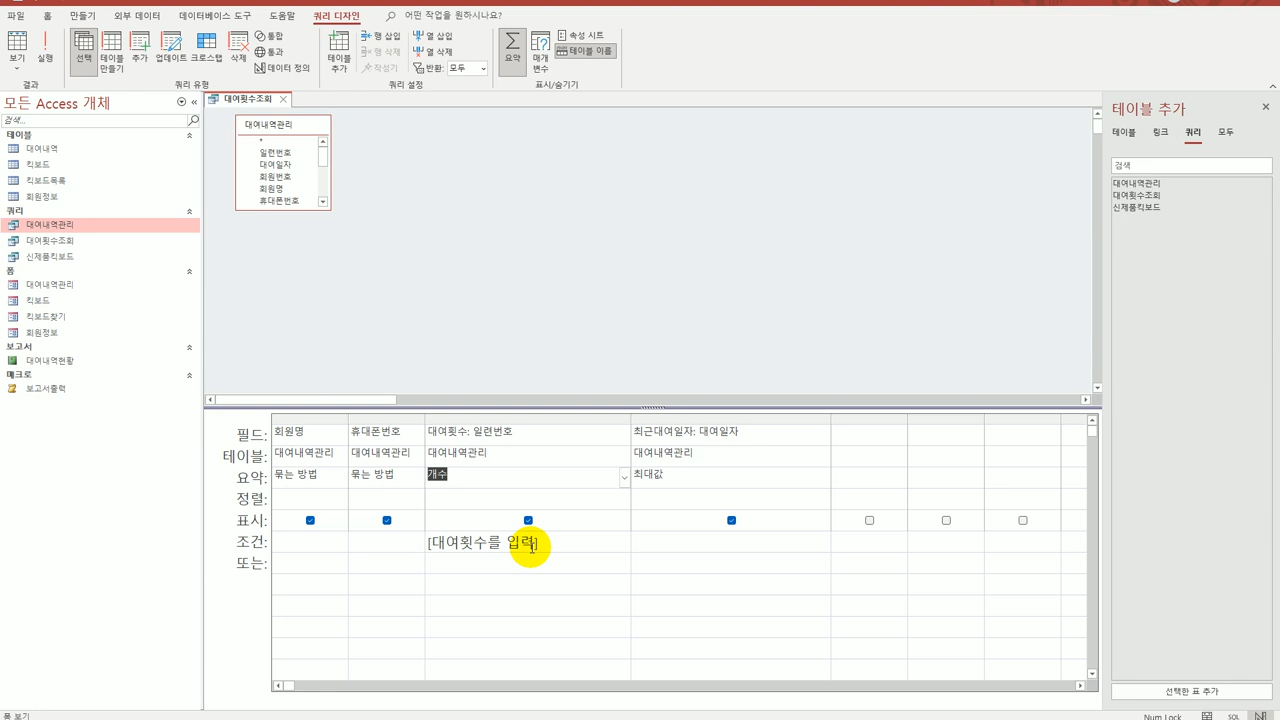 파일 홈 만들기 외부 데이터 데이터베이스 도구 도움말 쿼리 디자인 어떤 작업을 원하시나요?
보기 실행 선택 테이블 만들기 추가 업데이트 크로스탭 삭제 통합 통과 데이터 정의
테이블 추가 행 삽입 행 삭제 작성기 열 삽입 열 삭제 반환: 모두
요약 매개 변수 속성 시트 테이블 이름
결과 쿼리 유형 쿼리 설정 표시/숨기기
모든 Access 개체
검색...
테이블
대여내역
킥보드
킥보드목록
회원정보
쿼리
대여내역관리
대여횟수조회
신제품킥보드
폼
대여내역관리
킥보드
킥보드찾기
회원정보
보고서
대여내역현황
매크로
보고서출력
대여횟수조회
대여내역관리
*
일련번호
대여일자
회원번호
회원명
휴대폰번호
필드: 회원명 휴대폰번호 대여횟수: 일련번호 최근대여일자: 대여일자
테이블: 대여내역관리 대여내역관리 대여내역관리 대여내역관리
요약: 묶는 방법 묶는 방법 개수 최대값
정렬:
표시:
조건: [대여횟수를 입력]
또는:
테이블 추가
테이블 링크 쿼리 모두
검색
대여내역관리
대여횟수조회
신제품킥보드
선택한 표 추가
폼 보기 Num Lock SQL